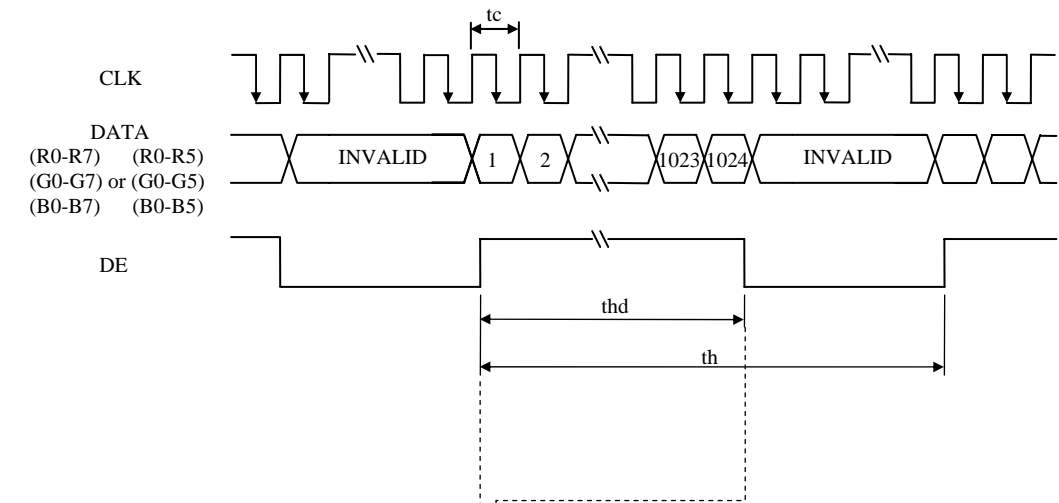 tc
CLK
DATA
(R0-R7) (R0-R5)
(G0-G7) or (G0-G5)
(B0-B7) (B0-B5)
INVALID 1 2 1023 1024 INVALID
DE
thd
th